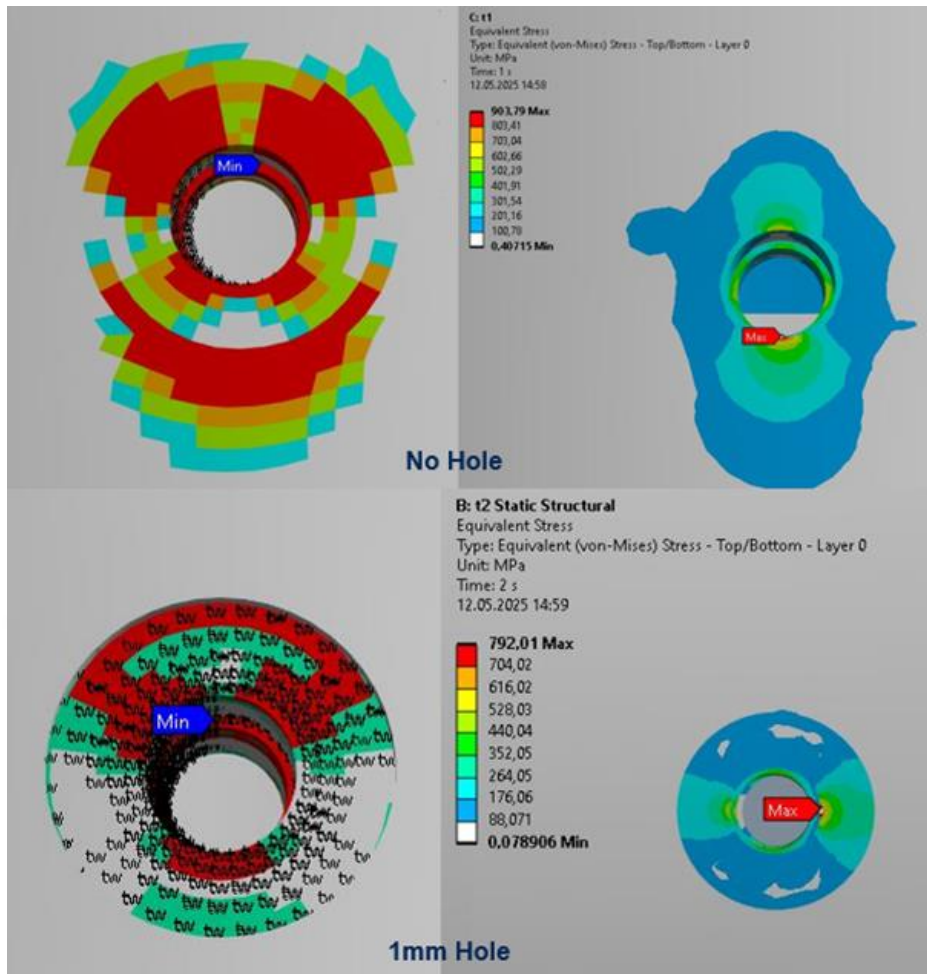 C: t1
Equivalent Stress
Type: Equivalent (von-Mises) Stress - Top/Bottom - Layer 0
Unit: MPa
Time: 1 s
12.05.2025 14:58
903,79 Max
803,41
703,04
602,66
502,29
401,91
301,54
201,16
100,78
0,40715 Min
Min
Max
No Hole
B: t2 Static Structural
Equivalent Stress
Type: Equivalent (von-Mises) Stress - Top/Bottom - Layer 0
Unit: MPa
Time: 2 s
12.05.2025 14:59
792,01 Max
704,02
616,02
528,03
440,04
352,05
264,05
176,06
88,071
0,078906 Min
Min
Max
1mm Hole